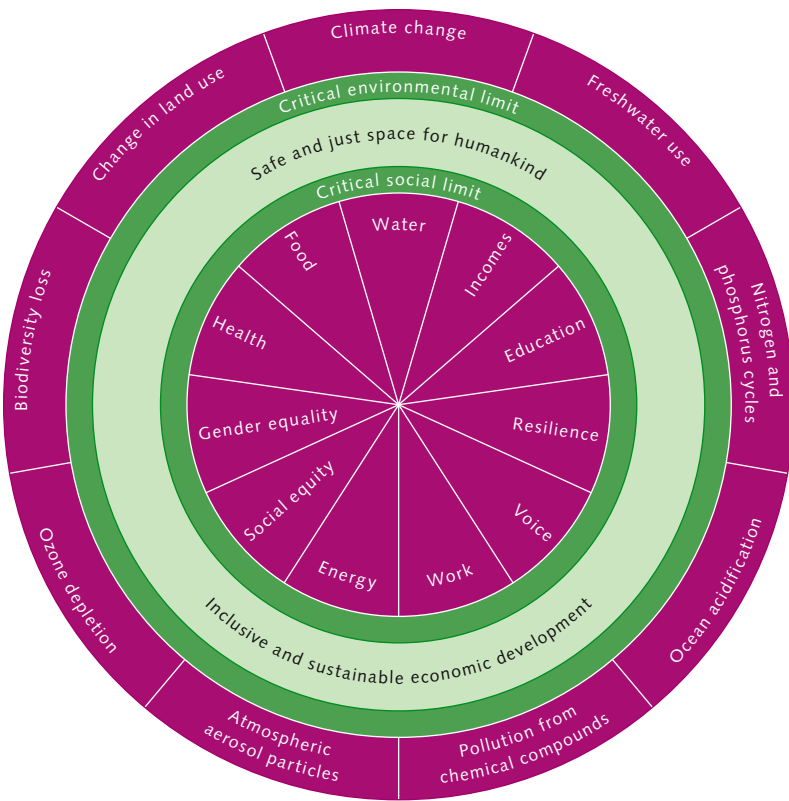 Climate change
Freshwater use
Nitrogen and
phosphorus cycles
Ocean acidification
Pollution from
chemical compounds
Atmospheric
aerosol particles
Ozone depletion
Biodiversity loss
Change in land use
Critical environmental limit
Safe and just space for humankind
Critical social limit
Water
Incomes
Education
Resilience
Voice
Work
Energy
Social equity
Gender equality
Health
Food
Inclusive and sustainable economic development